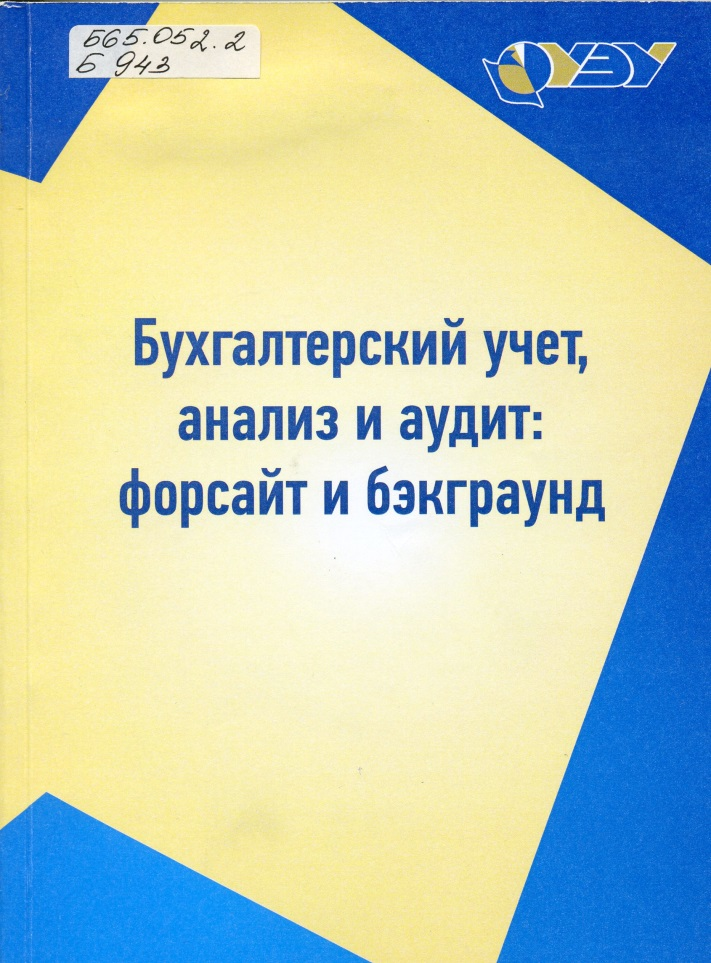 Б65.052.2
Б 943
УЭУ
Бухгалтерский учет,
анализ и аудит:
форсайт и бэкграунд